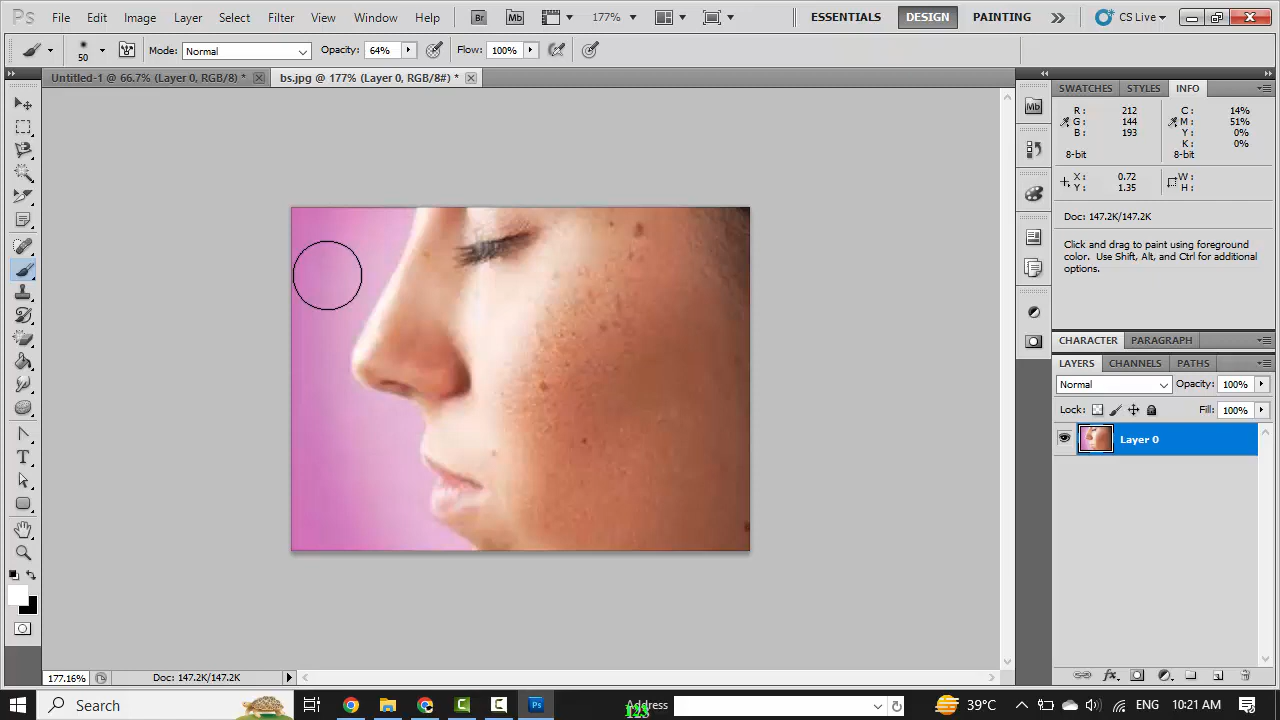 Ps File Edit Image Layer Select Filter View Window Help Br Mb 177% ESSENTIALS DESIGN PAINTING CS Live
50 Mode: Normal Opacity: 64% Flow: 100%
Untitled-1 @ 66.7% (Layer 0, RGB/8) * bs.jpg @ 177% (Layer 0, RGB/8#) *
SWATCHES STYLES INFO
Mb
R: 212 C: 14%
G: 144 M: 51%
B: 193 Y: 0%
K: 0%
8-bit 8-bit
X: 0.72 W:
Y: 1.35 H:
Doc: 147.2K/147.2K
Click and drag to paint using foreground
color. Use Shift, Alt, and Ctrl for additional
options.
CHARACTER PARAGRAPH
LAYERS CHANNELS PATHS
Normal Opacity: 100%
Lock: Fill: 100%
Layer 0
T
fx
177.16% Doc: 147.2K/147.2K
Search Ps Address 123 39°C ENG 10:21 AM